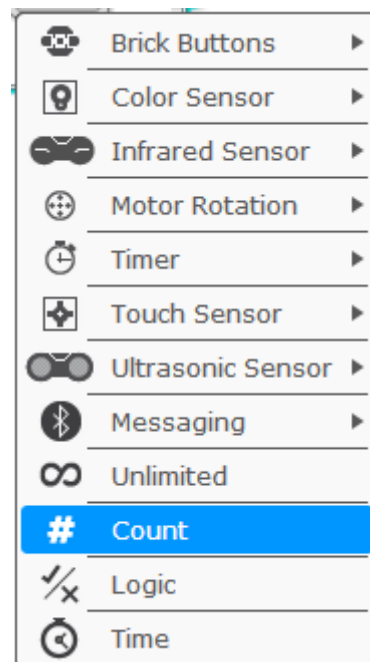 Brick Buttons
Color Sensor
Infrared Sensor
Motor Rotation
Timer
Touch Sensor
Ultrasonic Sensor
Messaging
Unlimited
# Count
Logic
Time